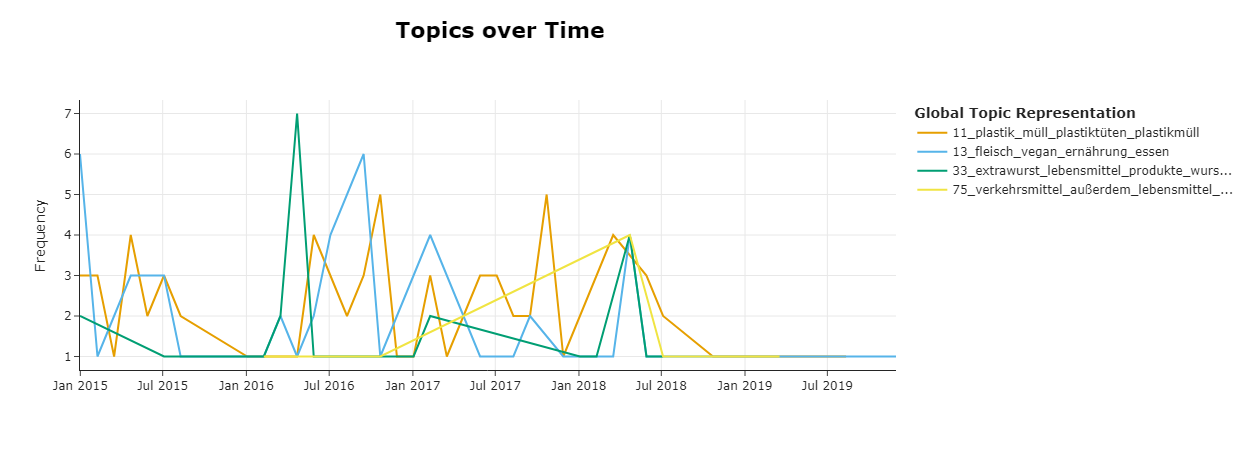 Topics over Time
Global Topic Representation
11_plastik_müll_plastiktüten_plastikmüll
13_fleisch_vegan_ernährung_essen
33_extrawurst_lebensmittel_produkte_wurs...
75_verkehrsmittel_außerdem_lebensmittel_...
Frequency
7
6
5
4
3
2
1
Jan 2015 Jul 2015 Jan 2016 Jul 2016 Jan 2017 Jul 2017 Jan 2018 Jul 2018 Jan 2019 Jul 2019